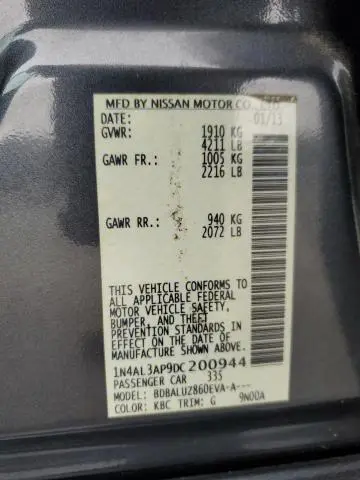 MFD BY NISSAN MOTOR CO.
DATE: 01/13
GVWR: 1910 KG
4211 LB
GAWR FR.: 1005 KG
2216 LB
GAWR RR.: 940 KG
2072 LB
THIS VEHICLE CONFORMS TO
ALL APPLICABLE FEDERAL
MOTOR VEHICLE SAFETY,
BUMPER, AND THEFT
PREVENTION STANDARDS IN
EFFECT ON THE DATE OF
MANUFACTURE SHOWN ABOVE.
1N4AL3AP9DC200944
PASSENGER CAR 335
MODEL: BDBALUZ860EVA-A---
COLOR: KBC TRIM: G 9N00A